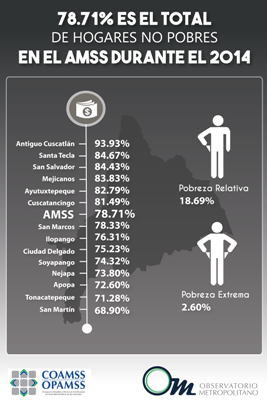 78.71% ES EL TOTAL
DE HOGARES NO POBRES
EN EL AMSS DURANTE EL 2014
Antiguo Cuscatlán 93.93%
Santa Tecla 84.67%
San Salvador 84.43%
Mejicanos 83.83%
Ayutuxtepeque 82.79%
Cuscatancingo 81.49%
AMSS 78.71%
San Marcos 78.33%
Ilopango 76.31%
Ciudad Delgado 75.23%
Soyapango 74.32%
Nejapa 73.80%
Apopa 72.60%
Tonacatepeque 71.28%
San Martín 68.90%
Pobreza Relativa
18.69%
Pobreza Extrema
2.60%
COAMSS
OPAMSS
OM
OBSERVATORIO
METROPOLITANO